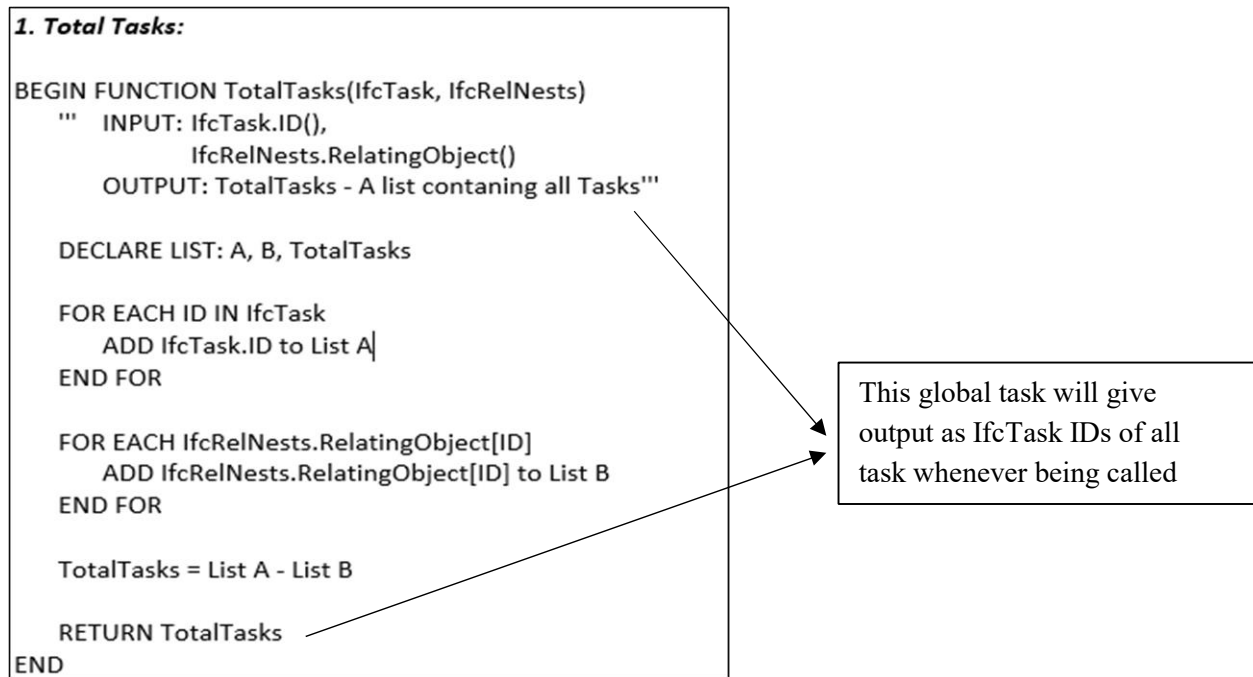 1. Total Tasks:
BEGIN FUNCTION TotalTasks(IfcTask, IfcRelNests)
''' INPUT: IfcTask.ID(),
IfcRelNests.RelatingObject()
OUTPUT: TotalTasks - A list contaning all Tasks'''
DECLARE LIST: A, B, TotalTasks
FOR EACH ID IN IfcTask
ADD IfcTask.ID to List A
END FOR
FOR EACH IfcRelNests.RelatingObject[ID]
ADD IfcRelNests.RelatingObject[ID] to List B
END FOR
TotalTasks = List A - List B
RETURN TotalTasks
END
This global task will give
output as IfcTask IDs of all
task whenever being called